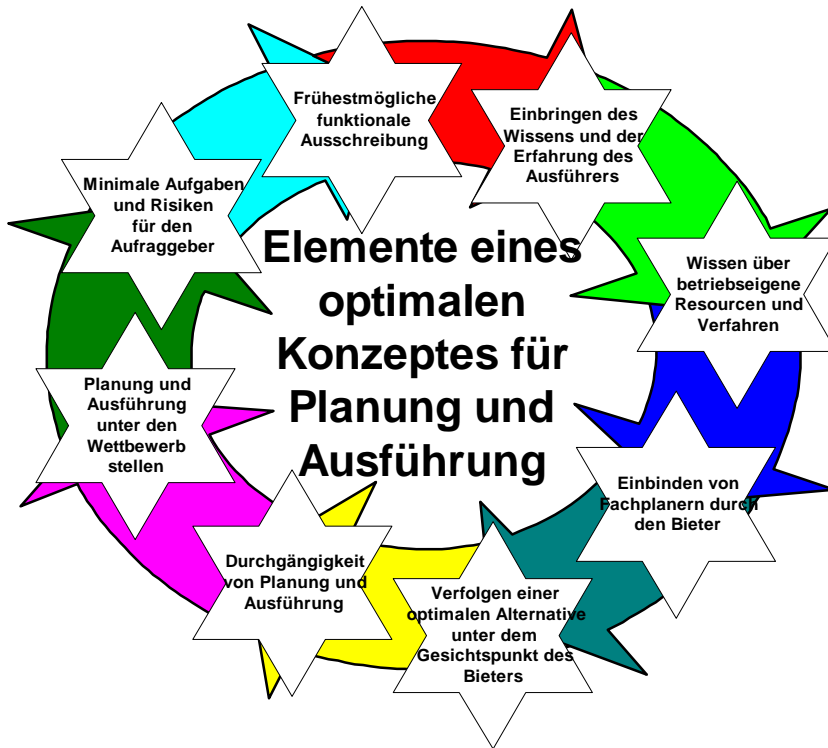 Frühestmögliche
funktionale
Ausschreibung
Einbringen des
Wissens und der
Erfahrung des
Ausführers
Minimale Aufgaben
und Risiken
für den
Aufraggeber
Elemente eines
optimalen
Konzeptes für
Planung und
Ausführung
Wissen über
betriebseigene
Resourcen und
Verfahren
Planung und
Ausführung
unter den
Wettbewerb
stellen
Einbinden von
Fachplanern durch
den Bieter
Durchgängigkeit
von Planung und
Ausführung
Verfolgen einer
optimalen Alternative
unter dem
Gesichtspunkt des
Bieters